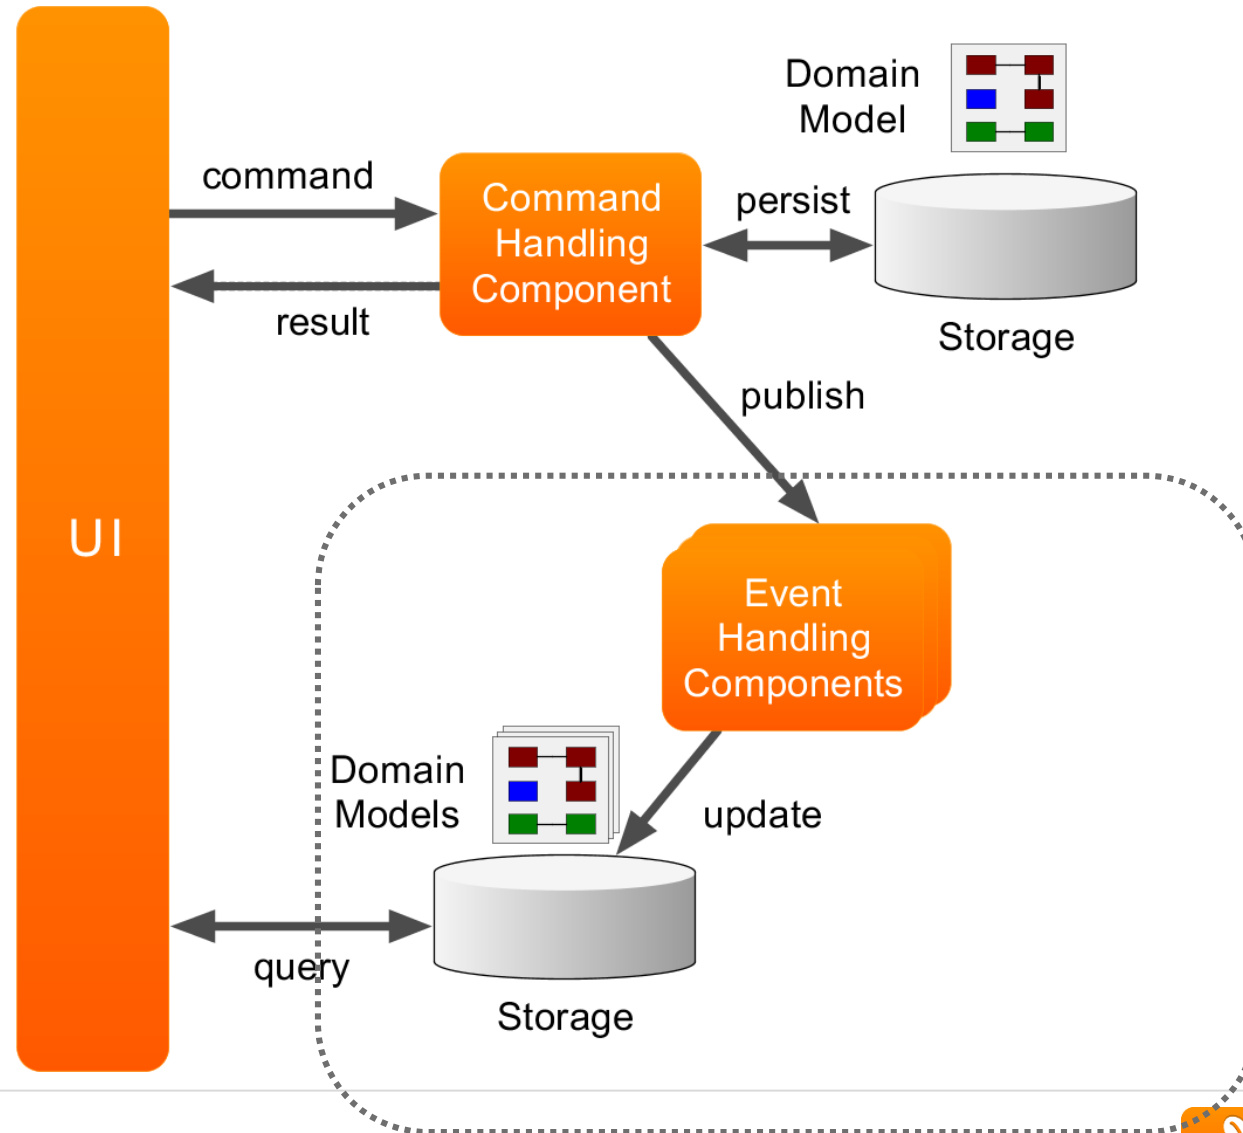 Domain
Model
command
Command
Handling
Component
persist
result
Storage
publish
UI
Event
Handling
Components
Domain
Models
update
query
Storage